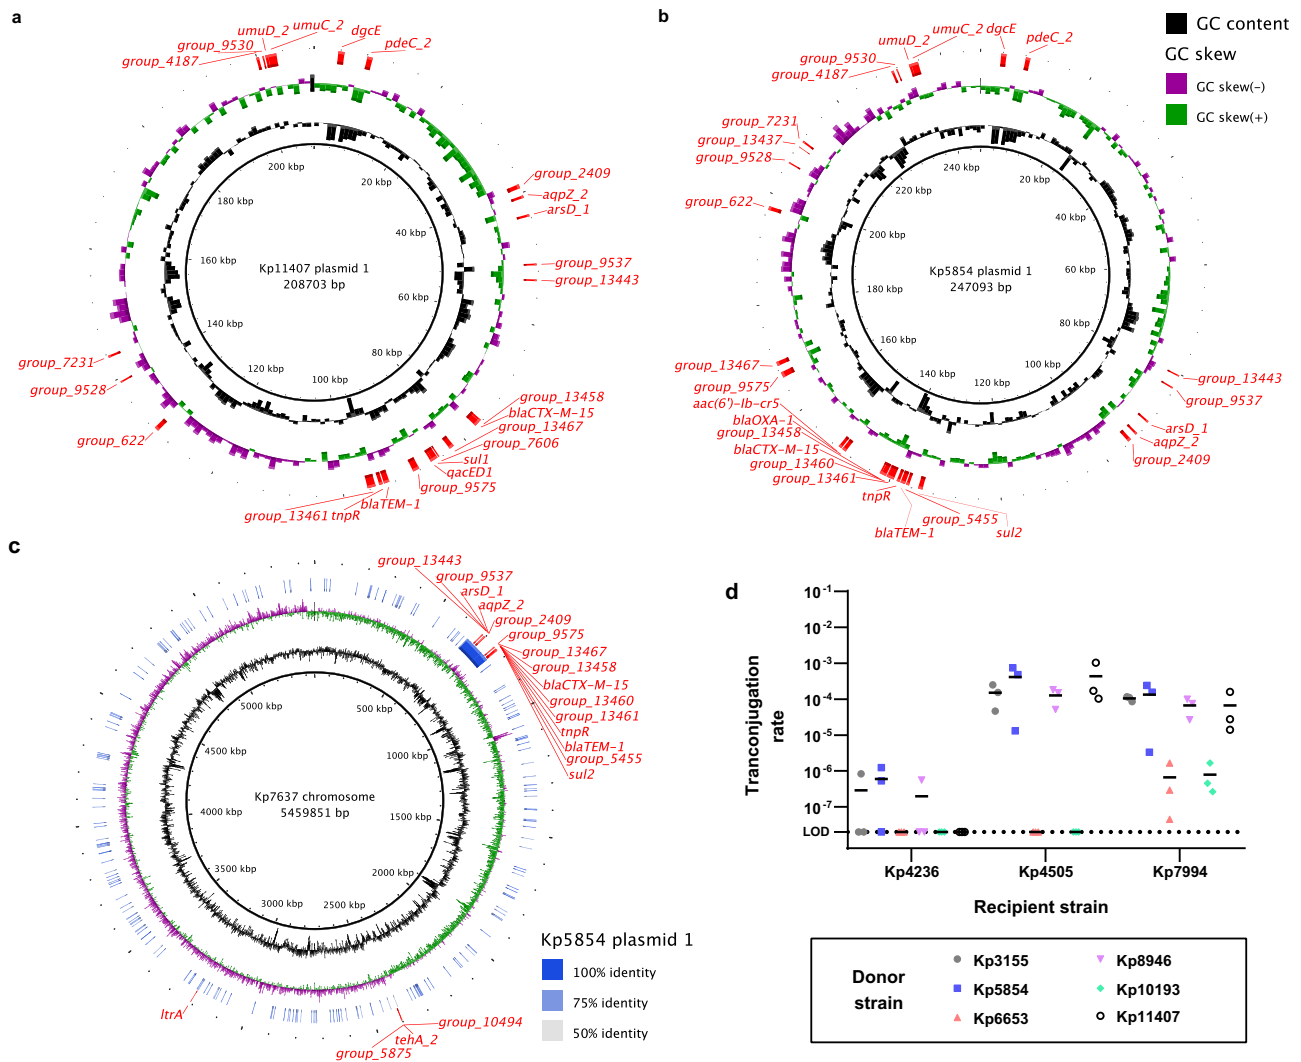 a
umuD_2
umuC_2
dgcE
group_9530
pdeC_2
group_4187
group_2409
aqpZ_2
arsD_1
group_9537
group_13443
group_13458
blaCTX-M-15
group_13467
group_7606
sul1
qacED1
group_9575
blaTEM-1
group_13461 tnpR
group_622
group_9528
group_7231
200 kbp
20 kbp
180 kbp
40 kbp
160 kbp
60 kbp
140 kbp
80 kbp
120 kbp
100 kbp
Kp11407 plasmid 1
208703 bp
b
umuC_2 dgcE
umuD_2
pdeC_2
group_9530
group_4187
group_7231
group_13437
group_9528
group_622
group_13467
group_9575
aac(6')-Ib-cr5
blaOXA-1
group_13458
blaCTX-M-15
group_13460
group_13461
tnpR
blaTEM-1
group_5455
sul2
group_13443
group_9537
arsD_1
aqpZ_2
group_2409
240 kbp
20 kbp
220 kbp
40 kbp
200 kbp
60 kbp
180 kbp
80 kbp
160 kbp
100 kbp
140 kbp
120 kbp
Kp5854 plasmid 1
247093 bp
GC content
GC skew
GC skew(-)
GC skew(+)
c
group_13443
group_9537
arsD_1
aqpZ_2
group_2409
group_9575
group_13467
group_13458
blaCTX-M-15
group_13460
group_13461
tnpR
blaTEM-1
group_5455
sul2
5000 kbp
500 kbp
4500 kbp
1000 kbp
4000 kbp
1500 kbp
3500 kbp
2000 kbp
3000 kbp
2500 kbp
Kp7637 chromosome
5459851 bp
ltrA
group_10494
tehA_2
group_5875
Kp5854 plasmid 1
100% identity
75% identity
50% identity
d
Tranconjugation
rate
10-1
10-2
10-3
10-4
10-5
10-6
10-7
LOD
Kp4236
Kp4505
Kp7994
Recipient strain
Donor
strain
Kp3155
Kp5854
Kp6653
Kp8946
Kp10193
Kp11407